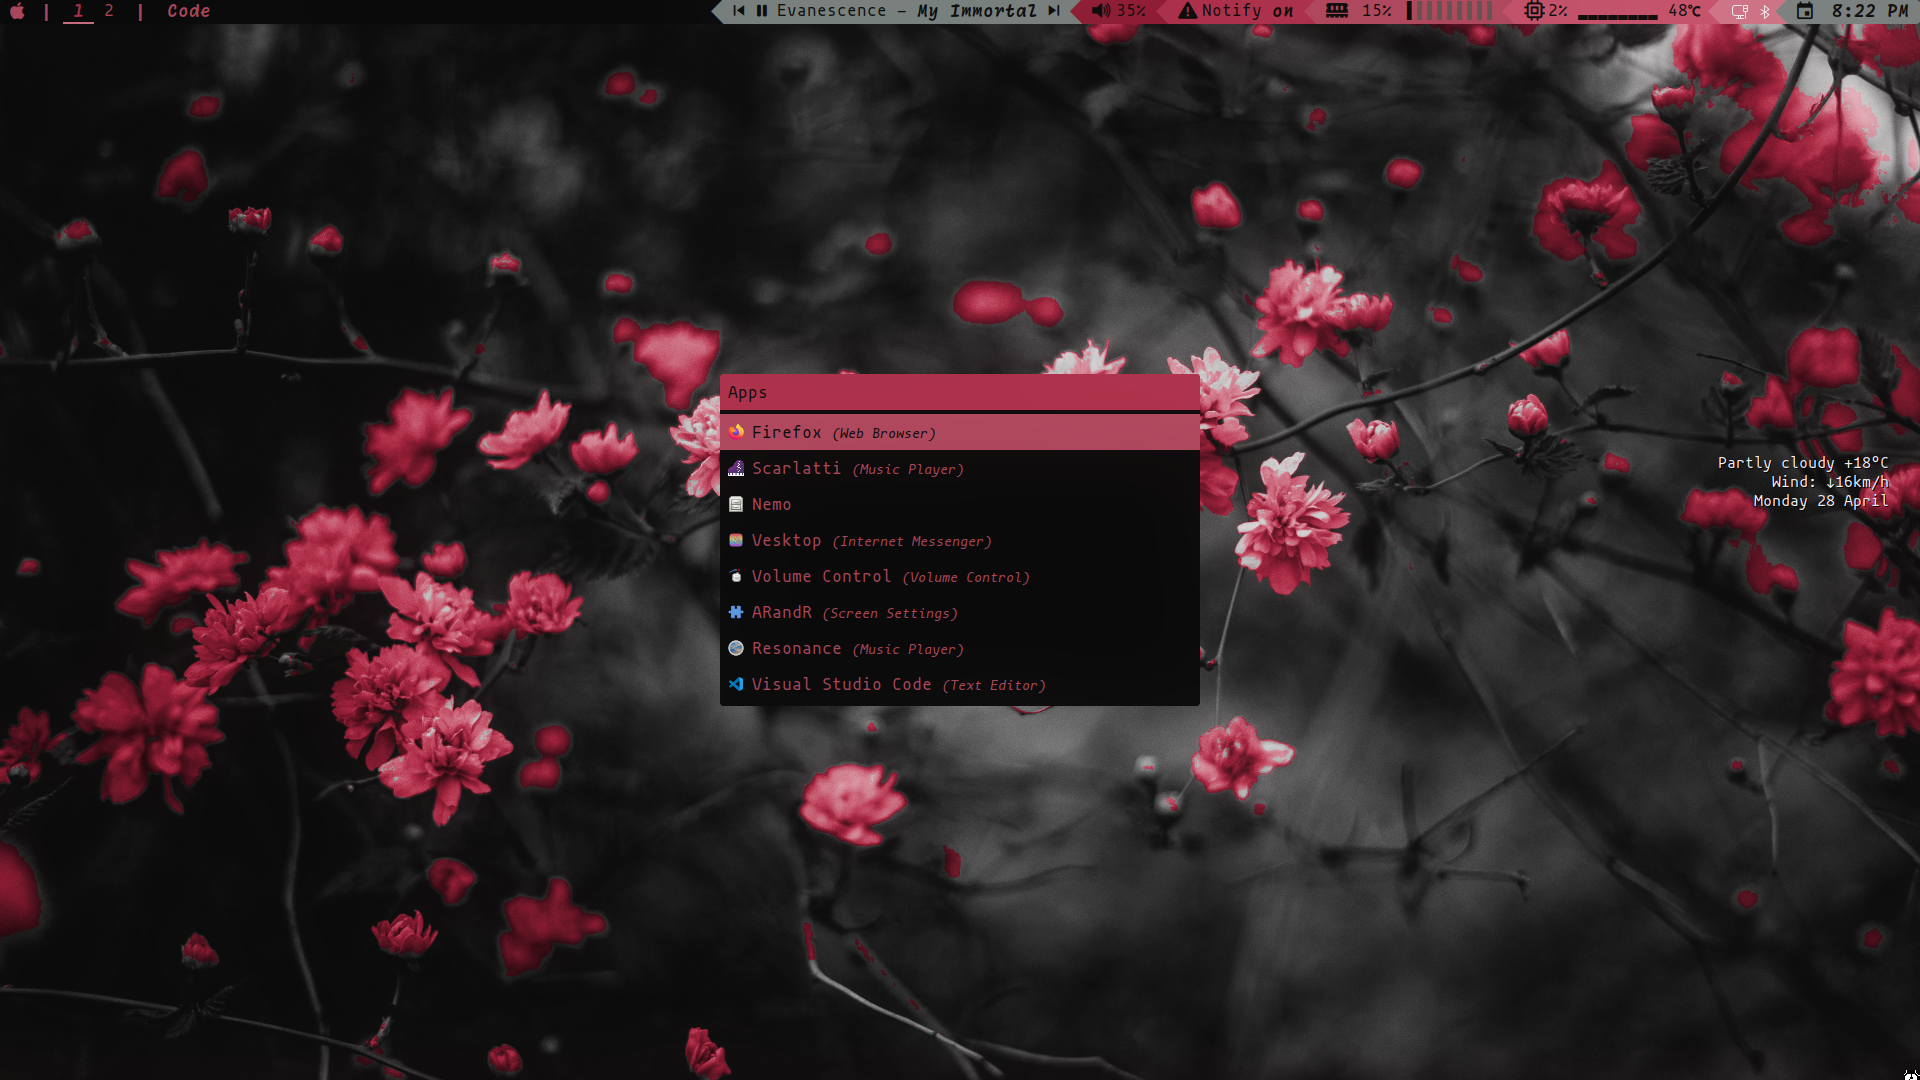 | 1 2 | Code Evanescence – My Immortal 35% Notify on 15% 2% 48℃ 8:22 PM
Apps
Firefox (Web Browser)
Scarlatti (Music Player)
Nemo
Vesktop (Internet Messenger)
Volume Control (Volume Control)
ARandR (Screen Settings)
Resonance (Music Player)
Visual Studio Code (Text Editor)
Partly cloudy +18°C
Wind: ↓16km/h
Monday 28 April